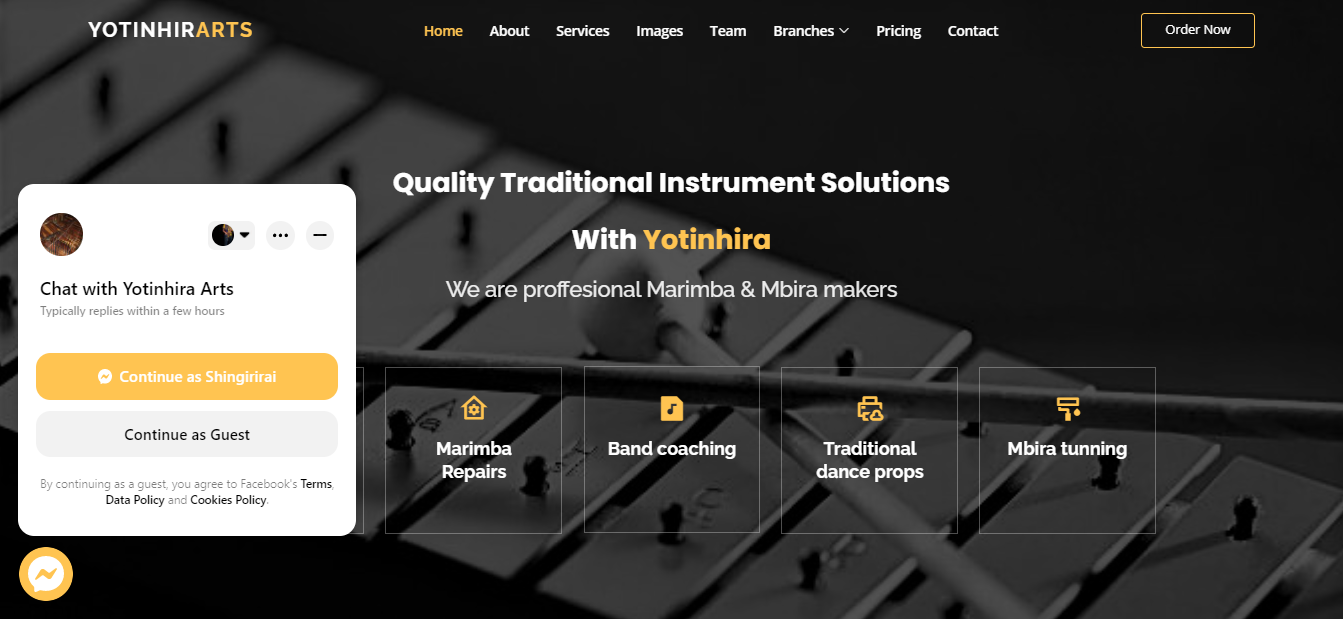 YOTINHIRARTS
Home About Services Images Team Branches Pricing Contact
Order Now
Quality Traditional Instrument Solutions
With Yotinhira
We are proffesional Marimba & Mbira makers
Chat with Yotinhira Arts
Typically replies within a few hours
Continue as Shingirirai
Continue as Guest
By continuing as a guest, you agree to Facebook's Terms,
Data Policy and Cookies Policy.
Marimba
Repairs
Band coaching
Traditional
dance props
Mbira tunning